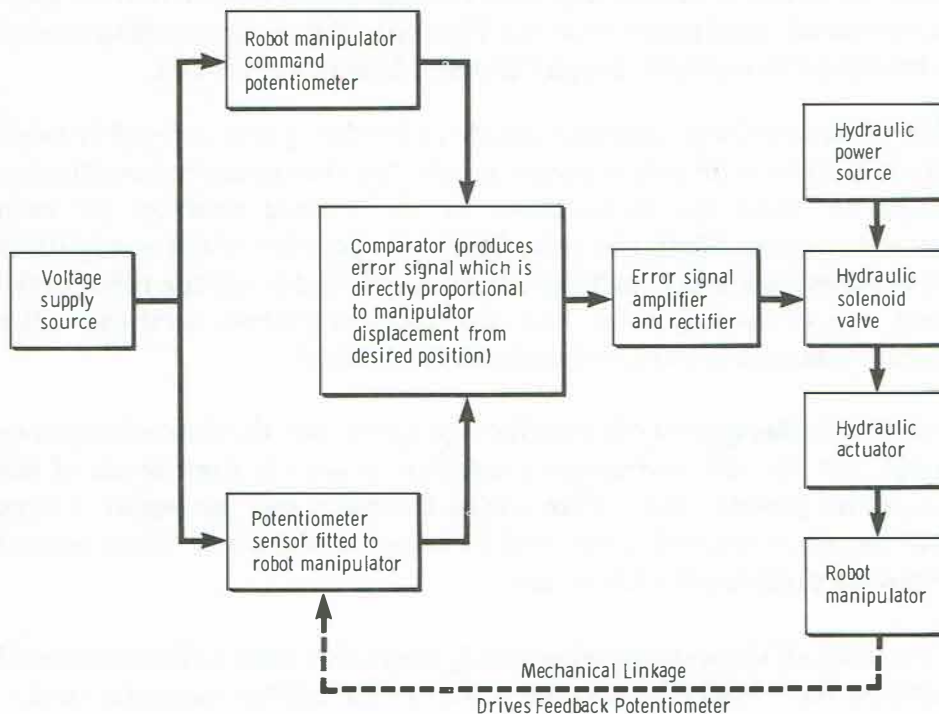 Robot manipulator
command
potentiometer
Hydraulic
power
source
Voltage
supply
source
Comparator (produces
error signal which is
directly proportional
to manipulator
displacement from
desired position)
Error signal
amplifier
and rectifier
Hydraulic
solenoid
valve
Hydraulic
actuator
Potentiometer
sensor fitted to
robot manipulator
Robot
manipulator
Mechanical Linkage
Drives Feedback Potentiometer